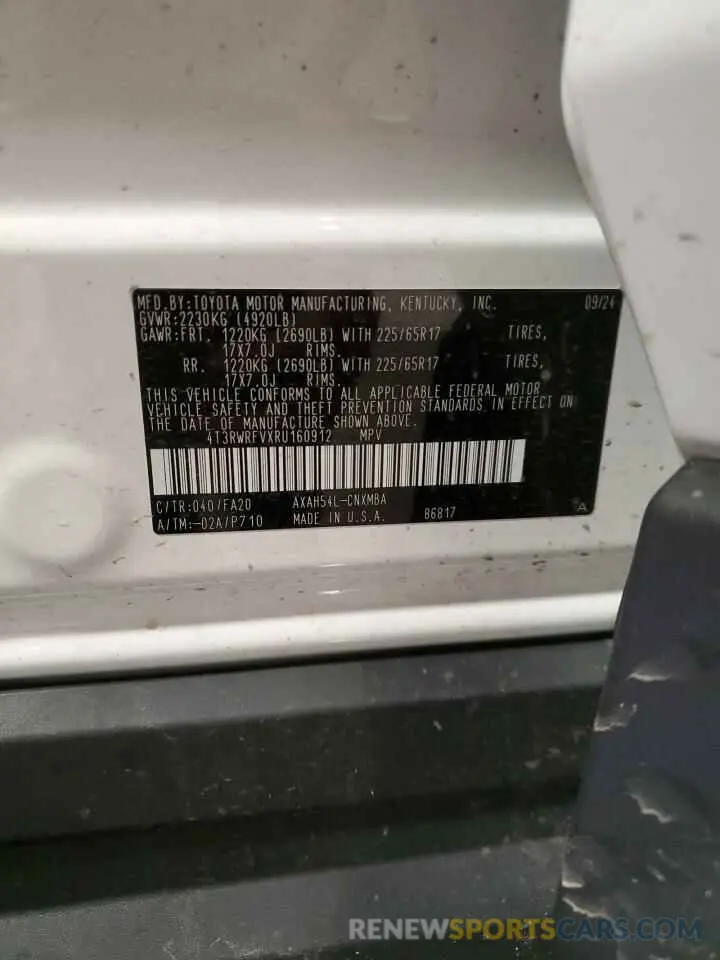 MFD.BY:TOYOTA MOTOR MANUFACTURING, KENTUCKY, INC. 09/24
GVWR:2230KG (4920LB)
GAWR:FRT. 1220KG (2690LB) WITH 225/65R17 TIRES,
17X7.0J RIMS.
RR. 1220KG (2690LB) WITH 225/65R17 TIRES,
17X7.0J RIMS.
THIS VEHICLE CONFORMS TO ALL APPLICABLE FEDERAL MOTOR
VEHICLE SAFETY AND THEFT PREVENTION STANDARDS IN EFFECT ON
THE DATE OF MANUFACTURE SHOWN ABOVE.
4T3RWRFVXRU160912 MPV
C/TR:040/FA20 AXAH54L-CNXMBA
A/TM:-02A/P710 MADE IN U.S.A. 86817 A
RENEWSPORTSCARS.COM